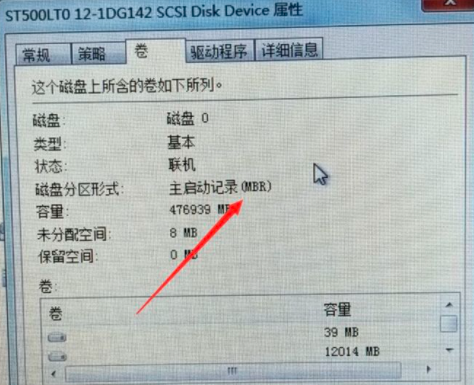 ST500LT0 12-1DG142 SCSI Disk Device 属性
常规 策略 卷 驱动程序 详细信息
这个磁盘上所含的卷如下所列。
磁盘: 磁盘 0
类型: 基本
状态: 联机
磁盘分区形式: 主启动记录(MBR)
容量: 476939 MB
未分配空间: 8 MB
保留空间: 0 MB
卷:
卷 容量
39 MB
12014 MB